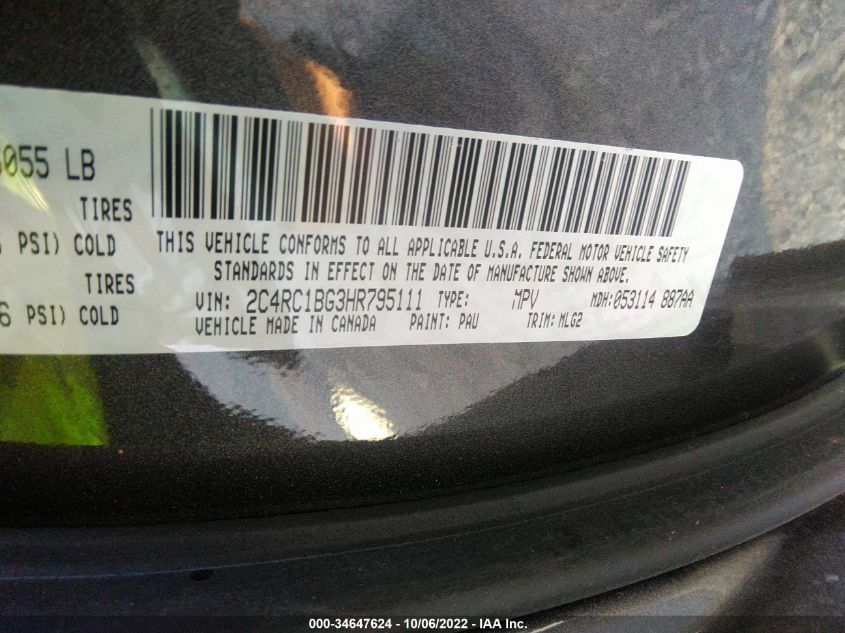 055 LB
TIRES
PSI) COLD
TIRES
6 PSI) COLD
THIS VEHICLE CONFORMS TO ALL APPLICABLE U.S.A. FEDERAL MOTOR VEHICLE SAFETY
STANDARDS IN EFFECT ON THE DATE OF MANUFACTURE SHOWN ABOVE.
VIN: 2C4RC1BG3HR795111 TYPE: MPV MDH: 053114 887AA
VEHICLE MADE IN CANADA PAINT: PAU TRIM: MLG2
000-34647624 - 10/06/2022 - IAA Inc.